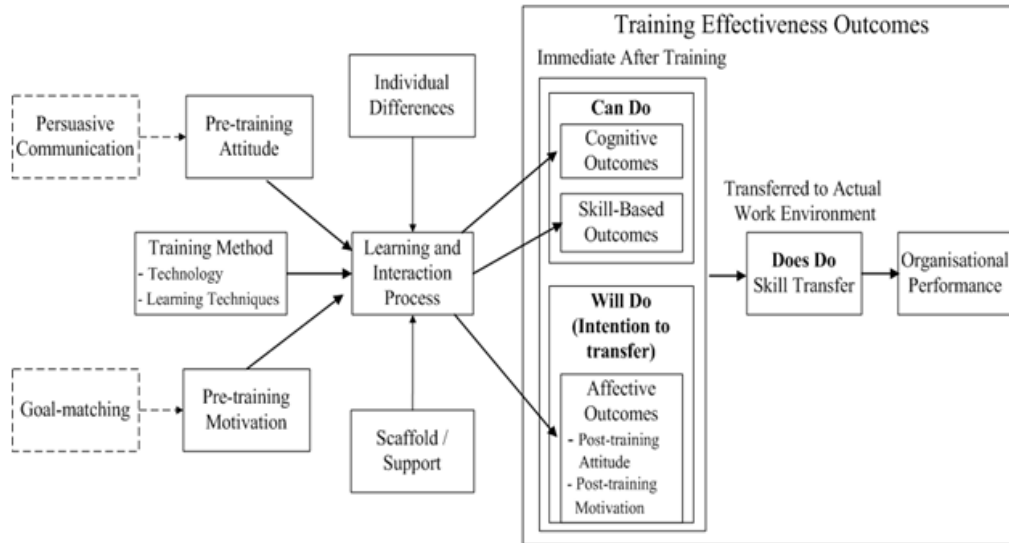 Training Effectiveness Outcomes
Immediate After Training
Persuasive
Communication
Pre-training
Attitude
Individual
Differences
Can Do
Cognitive
Outcomes
Skill-Based
Outcomes
Training Method
- Technology
- Learning Techniques
Learning and
Interaction
Process
Transferred to Actual
Work Environment
Does Do
Skill Transfer
Organisational
Performance
Will Do
(Intention to
transfer)
Affective
Outcomes
- Post-training
Attitude
- Post-training
Motivation
Goal-matching
Pre-training
Motivation
Scaffold /
Support